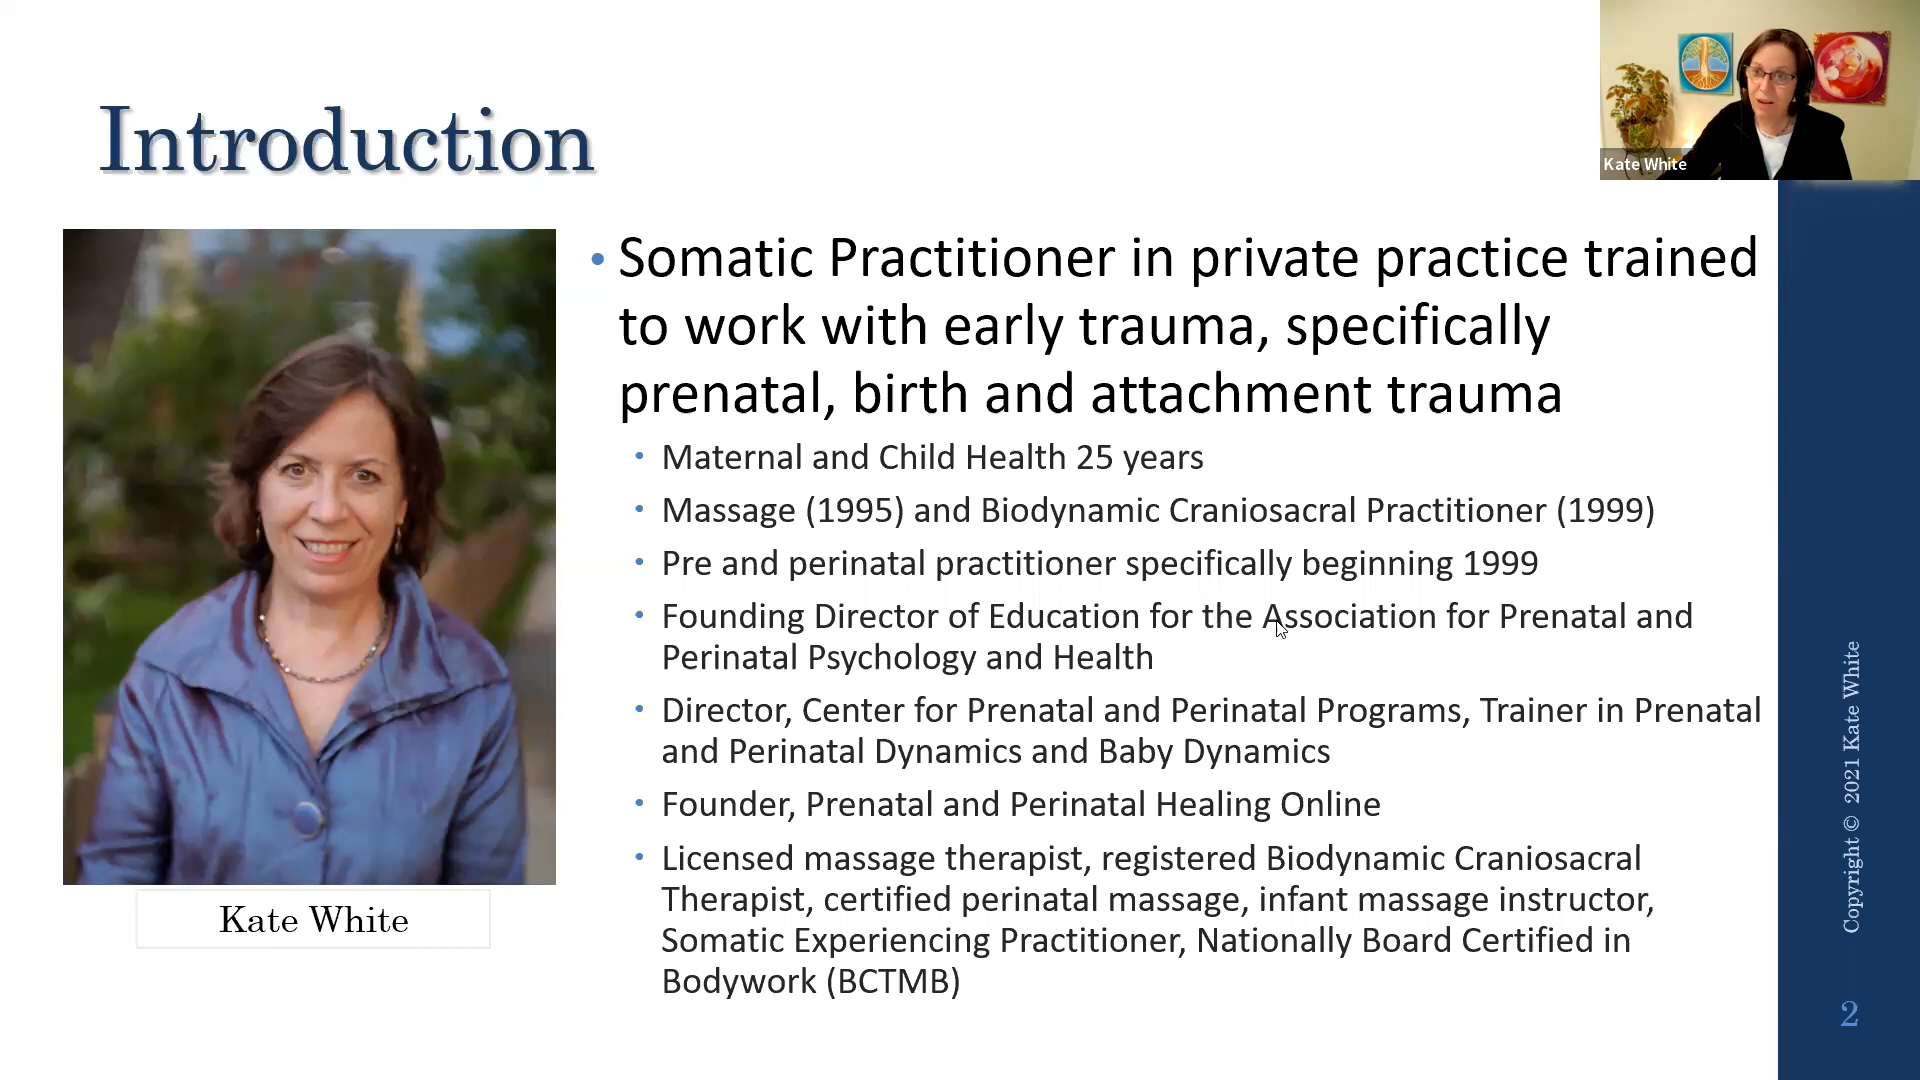 Introduction
Kate White
• Somatic Practitioner in private practice trained
to work with early trauma, specifically
prenatal, birth and attachment trauma
• Maternal and Child Health 25 years
• Massage (1995) and Biodynamic Craniosacral Practitioner (1999)
• Pre and perinatal practitioner specifically beginning 1999
• Founding Director of Education for the Association for Prenatal and
Perinatal Psychology and Health
• Director, Center for Prenatal and Perinatal Programs, Trainer in Prenatal
and Perinatal Dynamics and Baby Dynamics
• Founder, Prenatal and Perinatal Healing Online
• Licensed massage therapist, registered Biodynamic Craniosacral
Therapist, certified perinatal massage, infant massage instructor,
Somatic Experiencing Practitioner, Nationally Board Certified in
Bodywork (BCTMB)
Kate White
Copyright © 2021 Kate White
2